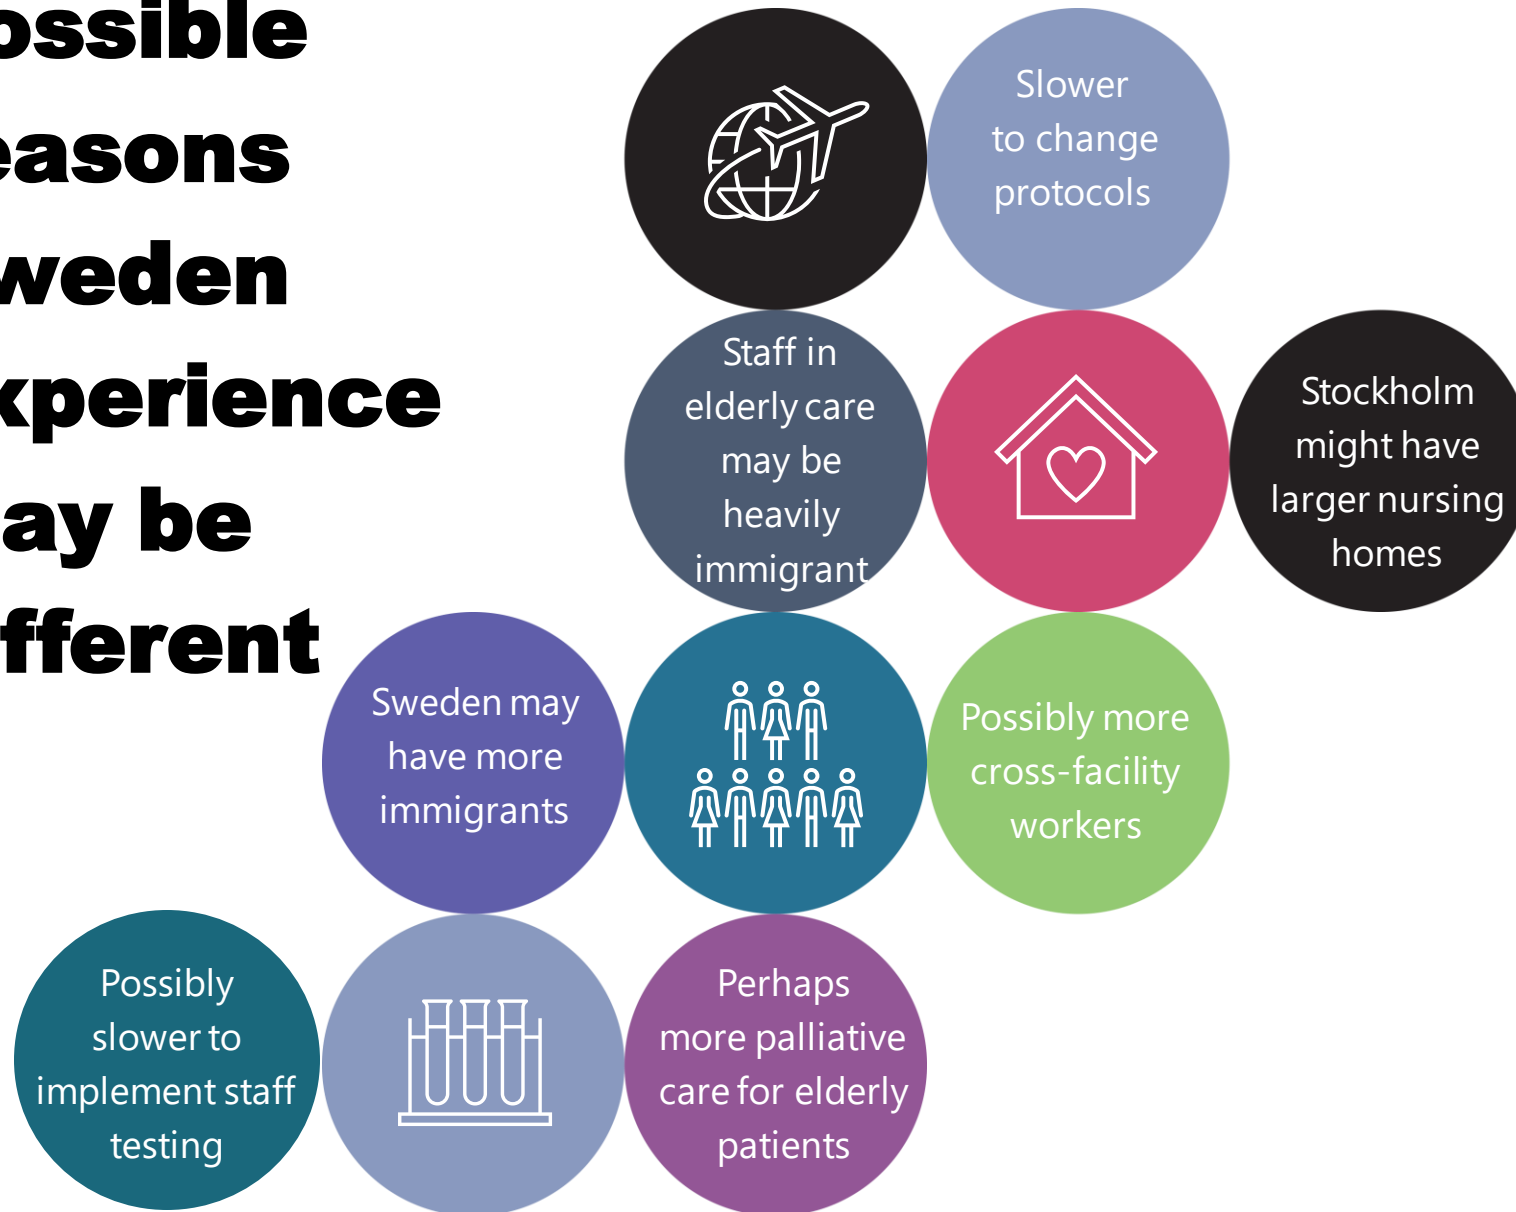 ossible
easons
weden
xperience
ay be
fferent
Slower
to change
protocols
Staff in
elderly care
may be
heavily
immigrant
Stockholm
might have
larger nursing
homes
Sweden may
have more
immigrants
Possibly more
cross-facility
workers
Possibly
slower to
implement staff
testing
Perhaps
more palliative
care for elderly
patients